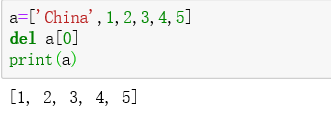 a=['China',1,2,3,4,5]
del a[0]
print(a)
[1, 2, 3, 4, 5]